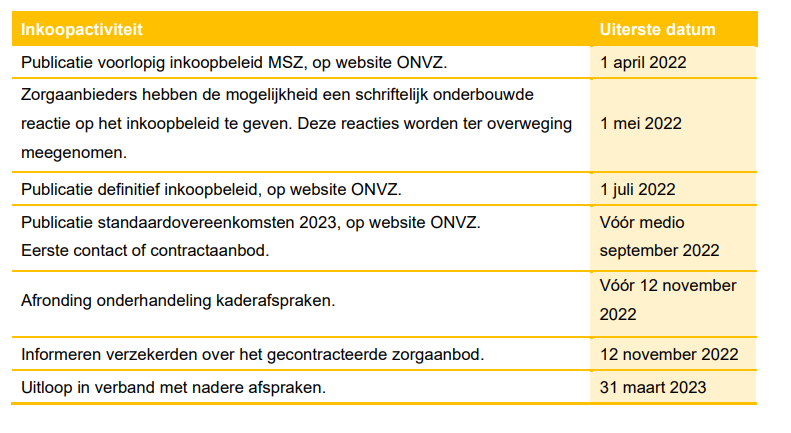 Inkoopactiviteit Uiterste datum
Publicatie voorlopig inkoopbeleid MSZ, op website ONVZ. 1 april 2022
Zorgaanbieders hebben de mogelijkheid een schriftelijk onderbouwde
reactie op het inkoopbeleid te geven. Deze reacties worden ter overweging 1 mei 2022
meegenomen.
Publicatie definitief inkoopbeleid, op website ONVZ. 1 juli 2022
Publicatie standaardovereenkomsten 2023, op website ONVZ. Vóór medio
Eerste contact of contractaanbod. september 2022
Afronding onderhandeling kaderafspraken. Vóór 12 november
2022
Informeren verzekerden over het gecontracteerde zorgaanbod. 12 november 2022
Uitloop in verband met nadere afspraken. 31 maart 2023